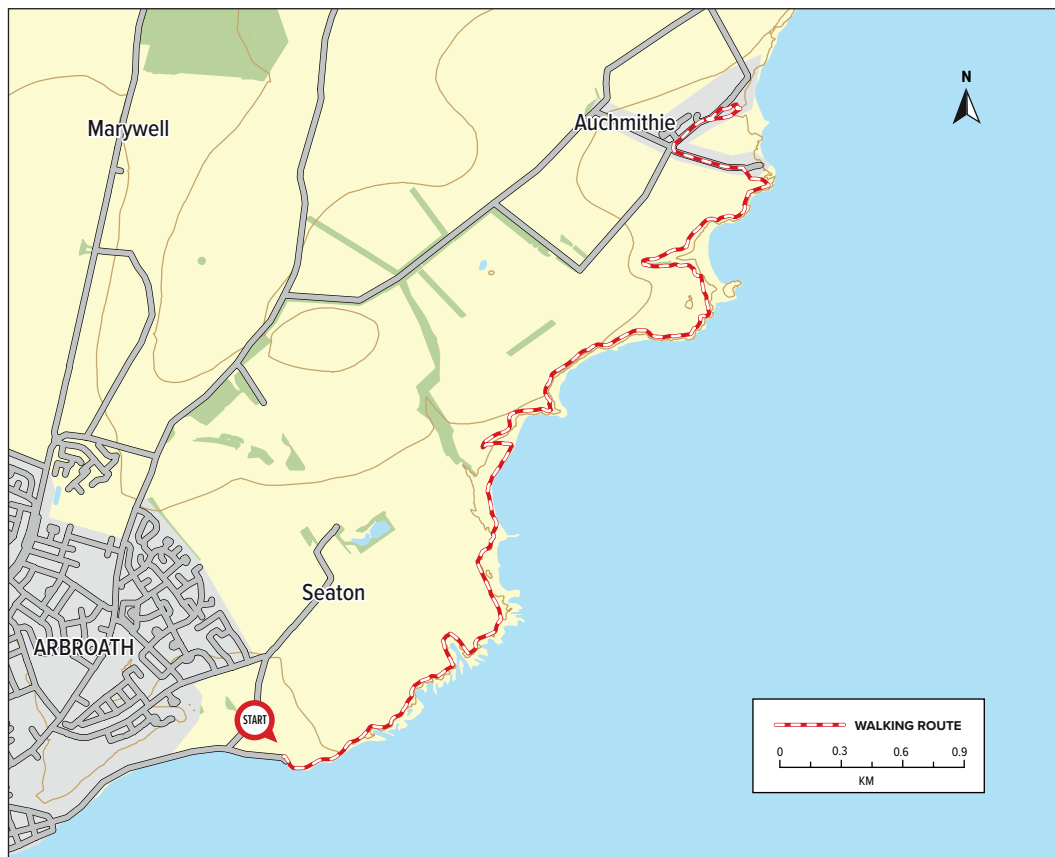 N
Auchmithie
Marywell
Seaton
ARBROATH
START
WALKING ROUTE
0 0.3 0.6 0.9
KM